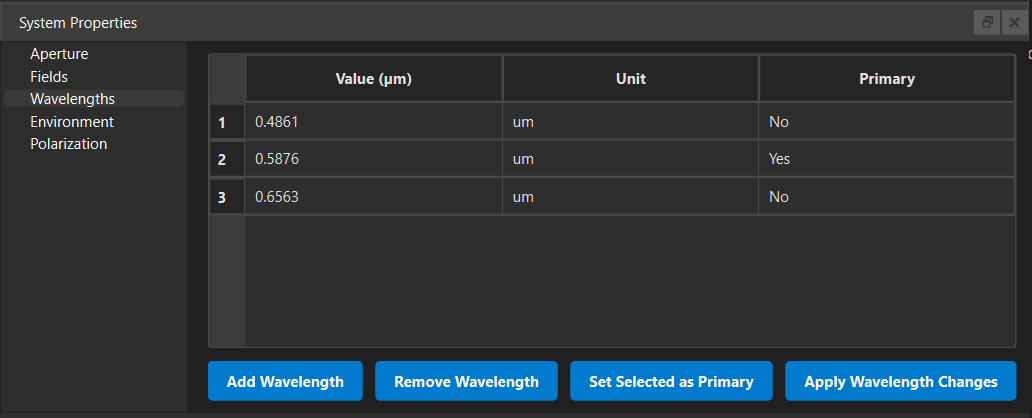 System Properties
Aperture
Fields
Wavelengths
Environment
Polarization
Value (μm) Unit Primary
1 0.4861 um No
2 0.5876 um Yes
3 0.6563 um No
Add Wavelength Remove Wavelength Set Selected as Primary Apply Wavelength Changes